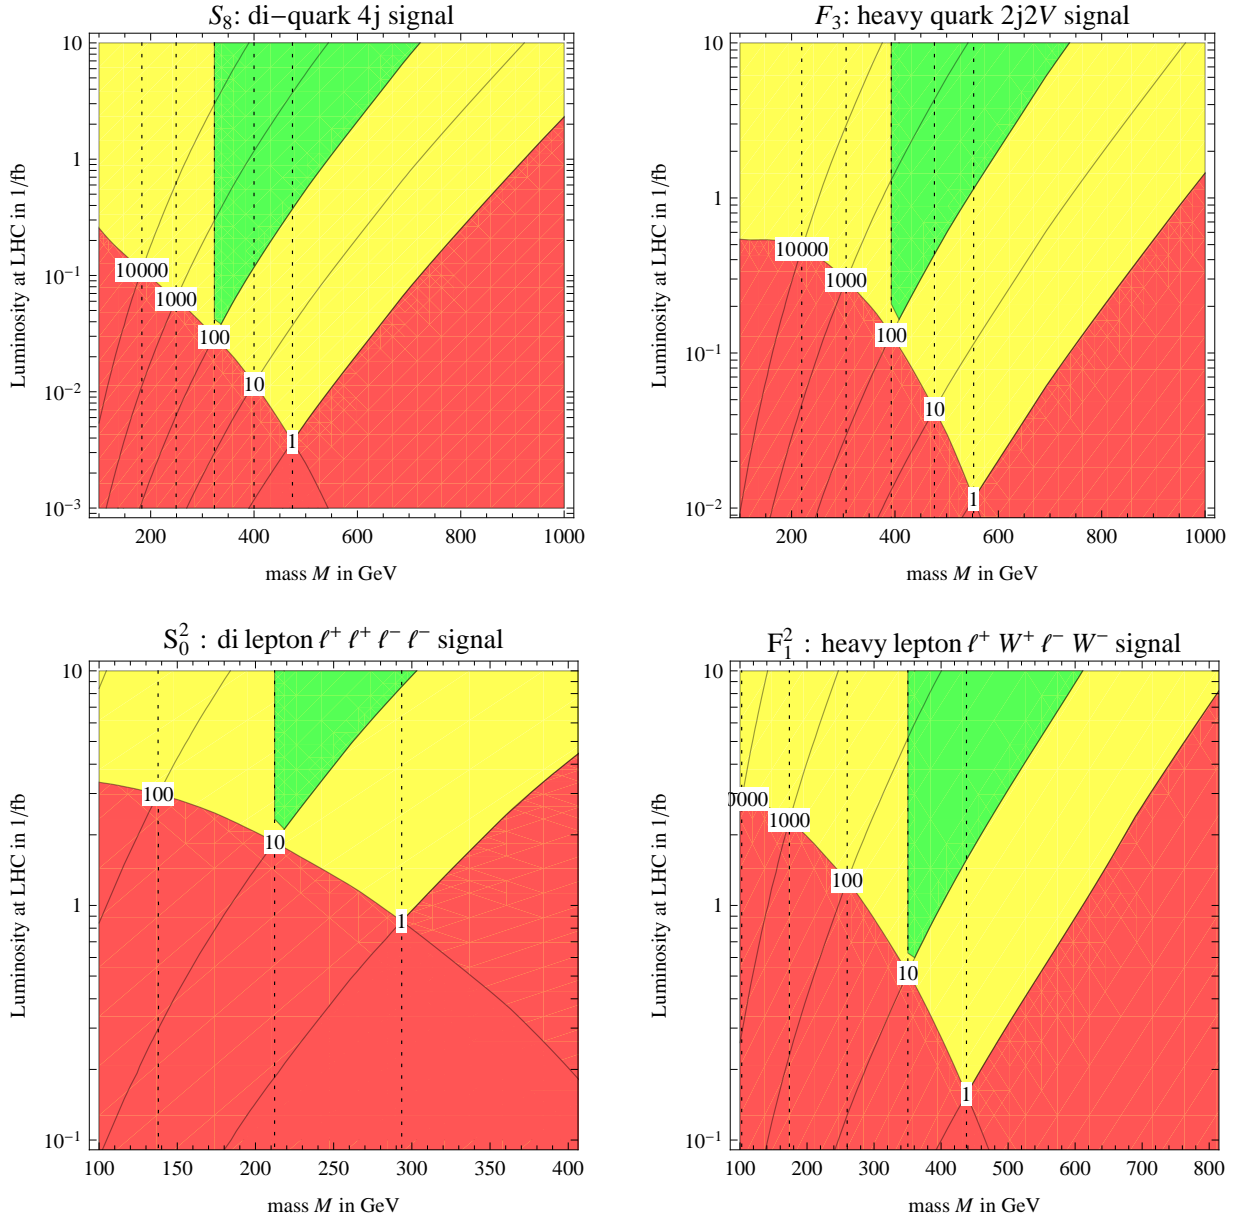 S₈: di−quark 4j signal
Luminosity at LHC in 1/fb
10
1
10⁻¹
10⁻²
10⁻³
10000
1000
100
10
1
200 400 600 800 1000
mass M in GeV
F₃: heavy quark 2j2V signal
Luminosity at LHC in 1/fb
10
1
10⁻¹
10⁻²
10000
1000
100
10
1
200 400 600 800 1000
mass M in GeV
S₀² : di lepton ℓ⁺ ℓ⁺ ℓ⁻ ℓ⁻ signal
Luminosity at LHC in 1/fb
10
1
10⁻¹
100
10
1
100 150 200 250 300 350 400
mass M in GeV
F₁² : heavy lepton ℓ⁺ W⁺ ℓ⁻ W⁻ signal
Luminosity at LHC in 1/fb
10
1
10⁻¹
0000
1000
100
10
1
100 200 300 400 500 600 700 800
mass M in GeV